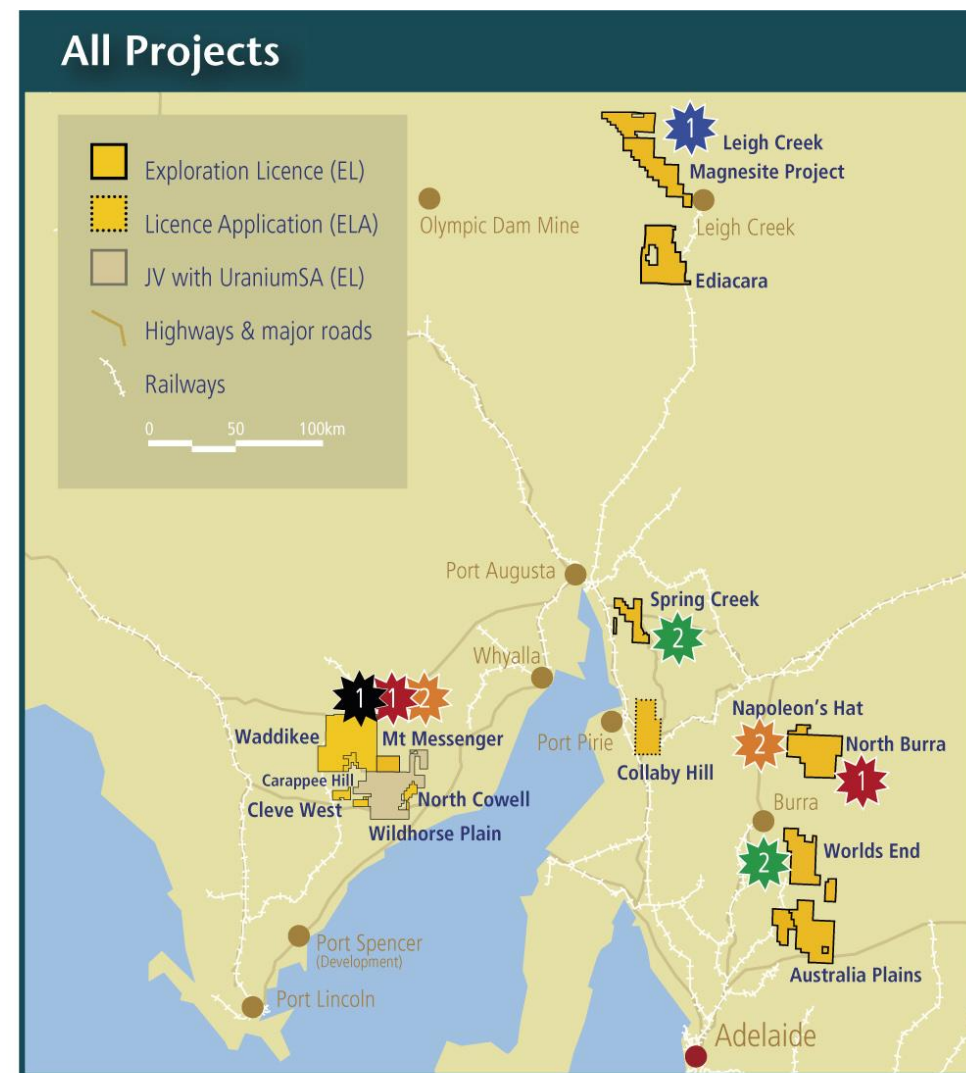 All Projects
Exploration Licence (EL)
Licence Application (ELA)
JV with UraniumSA (EL)
Highways & major roads
Railways
0 50 100km
1
Leigh Creek
Magnesite Project
Olympic Dam Mine
Leigh Creek
Ediacara
Port Augusta
Spring Creek
2
Whyalla
1 1 2
Waddikee
Mt Messenger
Port Pirie
Napoleon's Hat
2
North Burra
1
Collaby Hill
Carappee Hill
Cleve West
North Cowell
Wildhorse Plain
Burra
2
Worlds End
Port Spencer
(Development)
Australia Plains
Port Lincoln
Adelaide